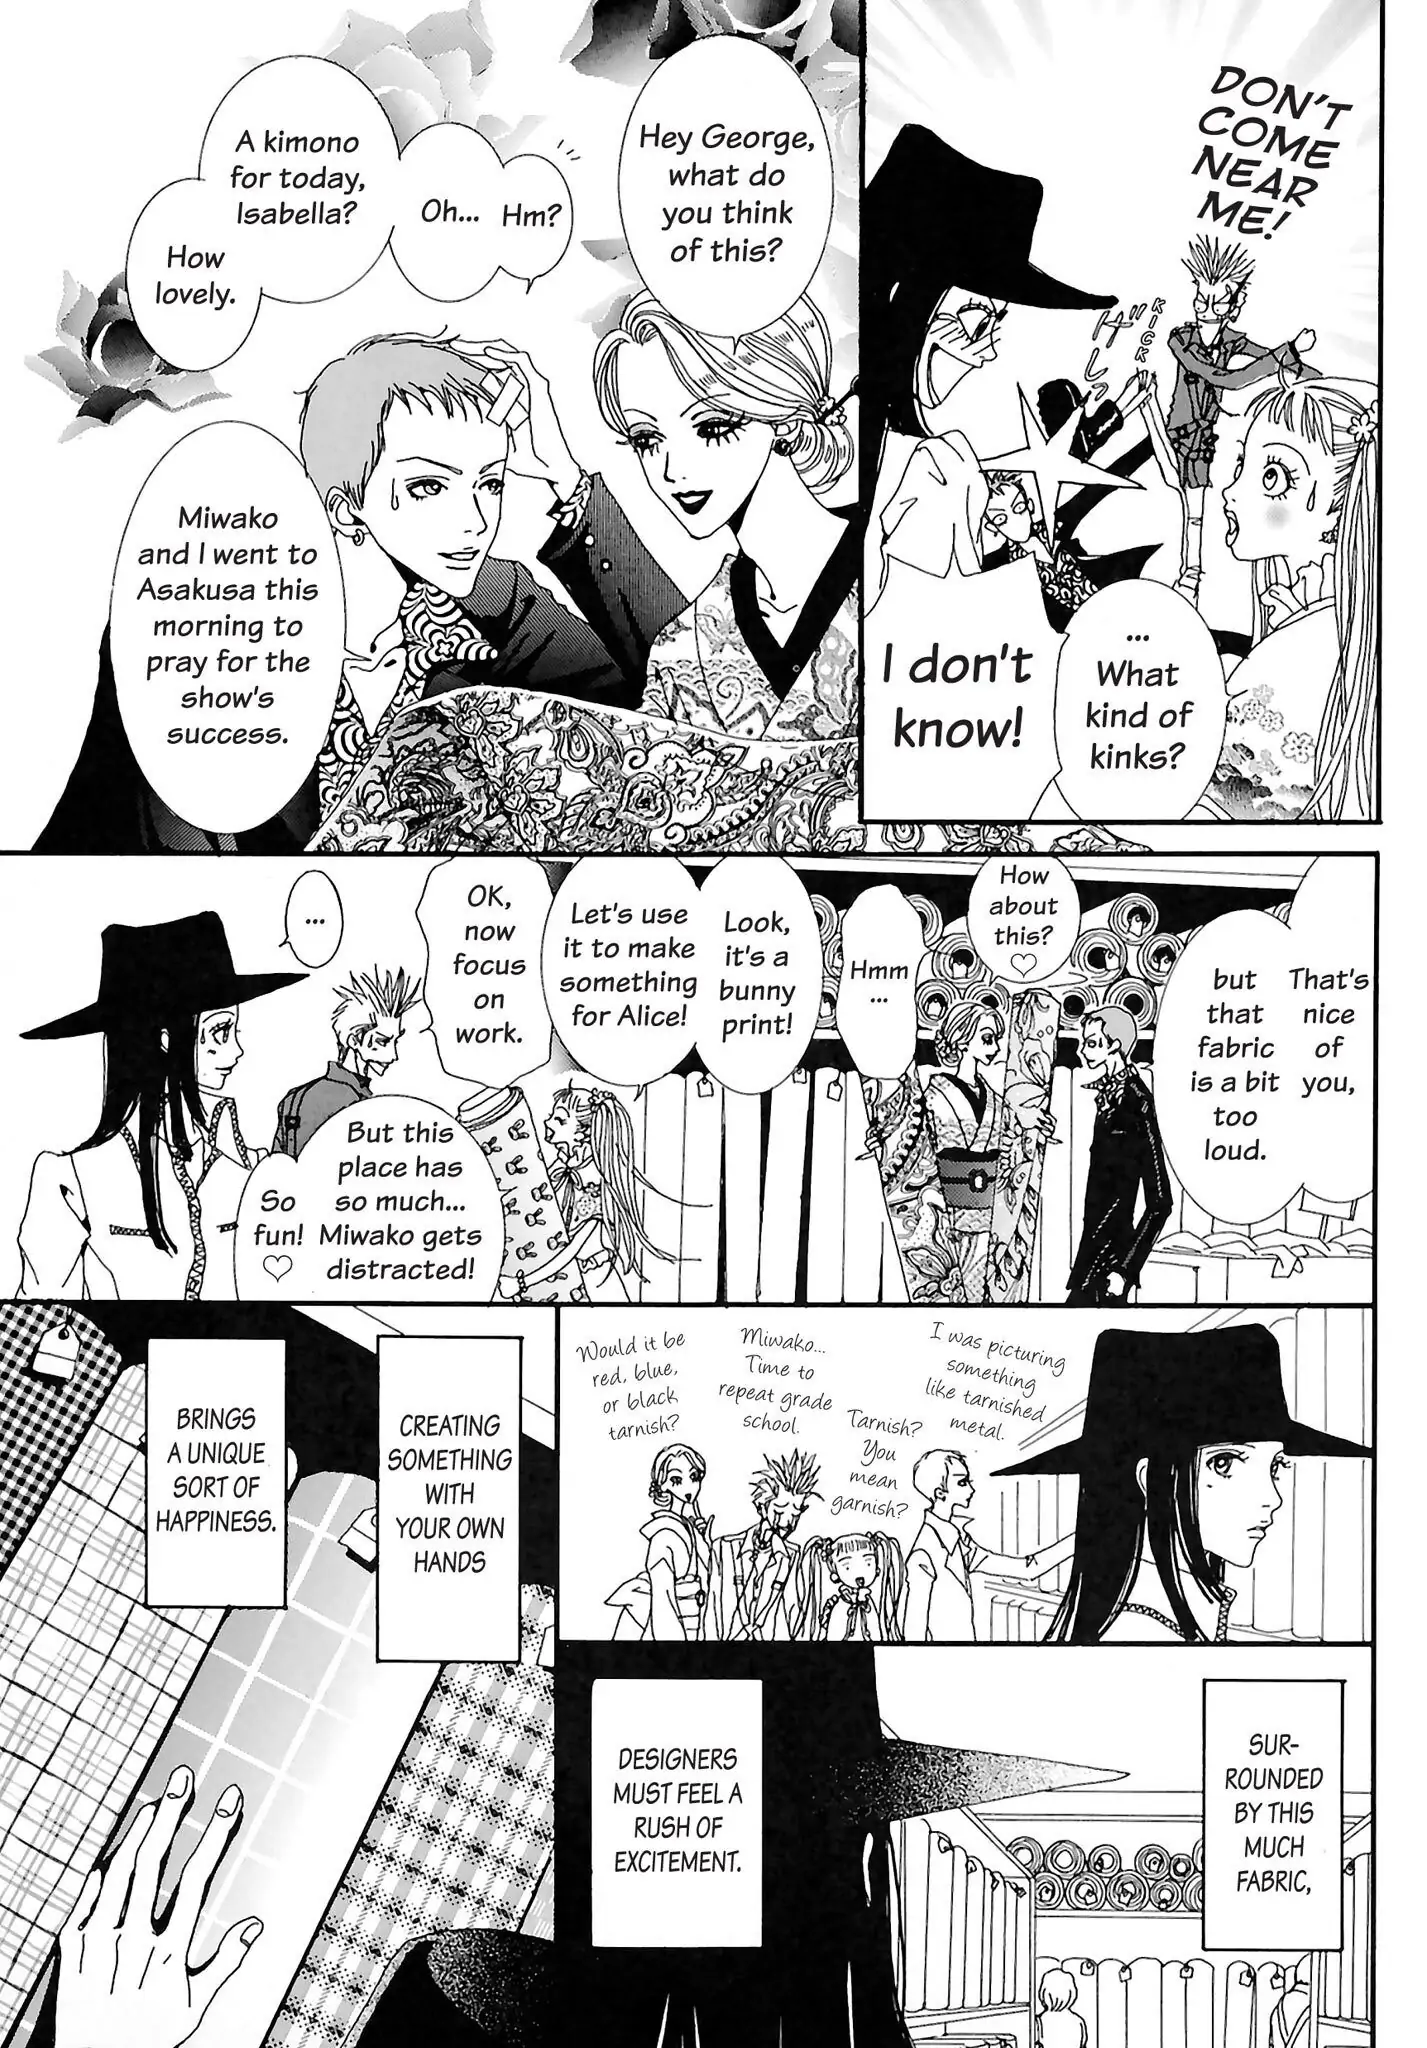 DON'T
COME
NEAR
ME!
KICK
ゲレッ
...
What
kind of
kinks?
I don't
know!
Hey George,
what do
you think
of this?
Hm?
Oh...
A kimono
for today,
Isabella?
How
lovely.
Miwako
and I went to
Asakusa this
morning to
pray for the
show's
success.
That's
nice
of
you,
but
that
fabric
is a bit
too
loud.
How
about
this?
♡
Hmm
...
Look,
it's a
bunny
print!
Let's use
it to make
something
for Alice!
OK,
now
focus
on
work.
But this
place has
so much...
Miwako gets
distracted!
So
fun!
♡
...
I was picturing
something
like tarnished
metal.
Tarnish?
You
mean
garnish?
Miwako...
Time to
repeat grade
school.
Would it be
red, blue,
or black
tarnish?
SUR-
ROUNDED
BY THIS
MUCH
FABRIC,
DESIGNERS
MUST FEEL A
RUSH OF
EXCITEMENT.
CREATING
SOMETHING
WITH
YOUR OWN
HANDS
BRINGS
A UNIQUE
SORT OF
HAPPINESS.